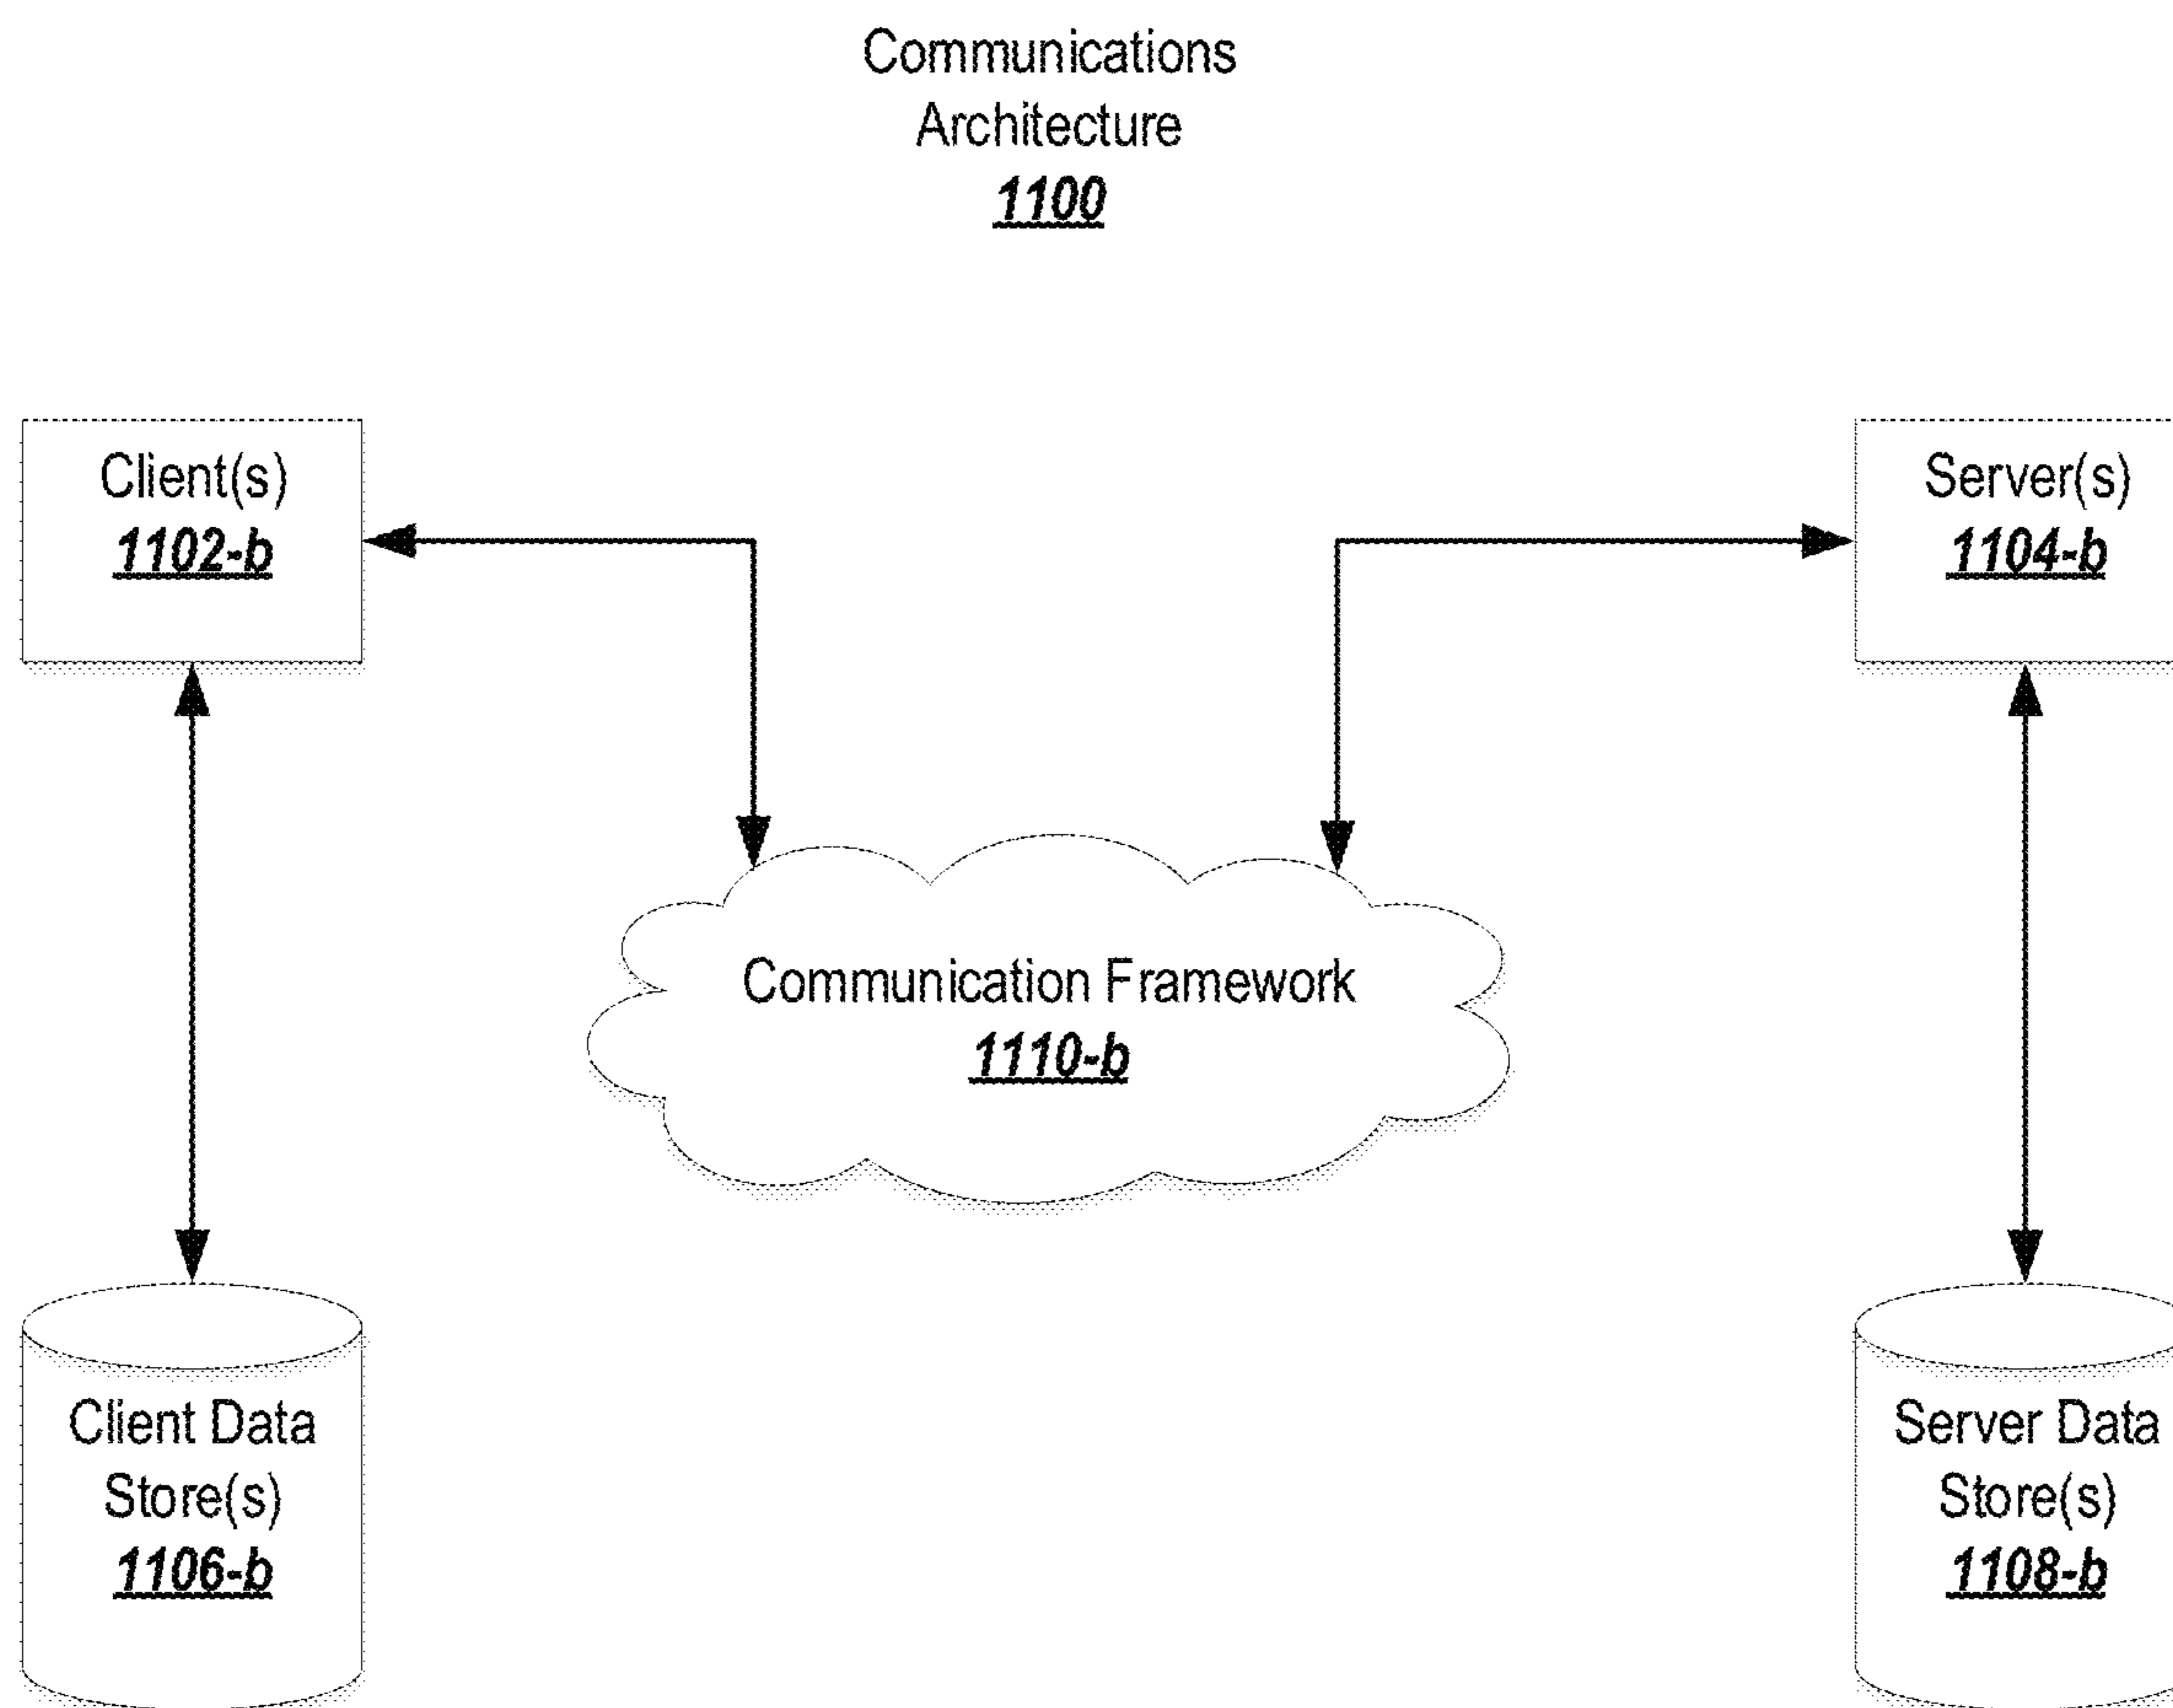 Communications
Architecture
1100
Client(s)
1102-b
Server(s)
1104-b
Communication Framework
1110-b
Client Data
Store(s)
1106-b
Server Data
Store(s)
1108-b